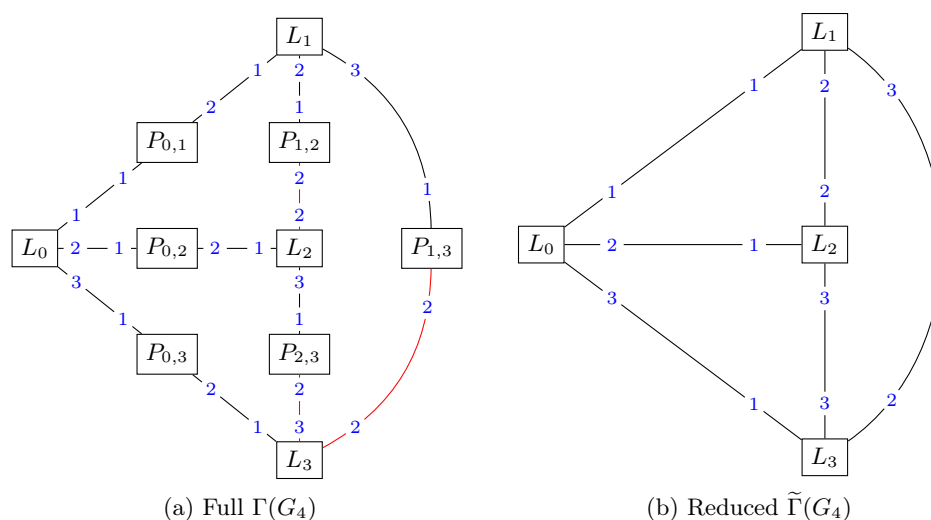 L₁ L₁
2 3
1 2 3
2 1 2
P₀,₁ P₁,₂
1 2 1 1 2
1 2
L₀ 2 1 P₀,₂ 2 1 L₂ P₁,₃ L₀ 2 1 L₂
3 3 3 3
1 1 2
P₀,₃ P₂,₃
2 2 1 3 2
1 3 2
L₃ L₃
(a) Full Γ(G₄) (b) Reduced Γ̃(G₄)